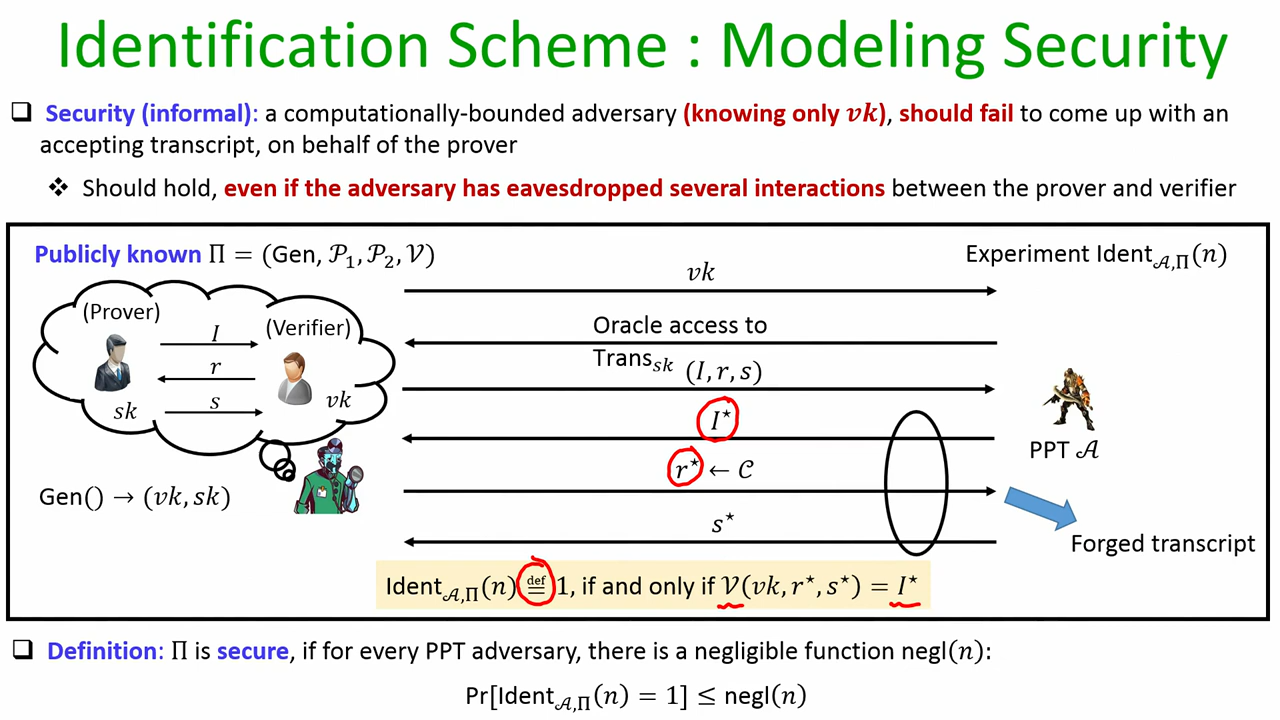 Identification Scheme : Modeling Security
❑ Security (informal): a computationally-bounded adversary (knowing only vk), should fail to come up with an
accepting transcript, on behalf of the prover
❖ Should hold, even if the adversary has eavesdropped several interactions between the prover and verifier
Publicly known Π = (Gen, 𝒫₁, 𝒫₂, 𝒱)
Experiment Ident𝒜,Π(n)
vk
(Prover)
(Verifier)
I
r
s
sk
vk
Oracle access to
Trans_sk
(I, r, s)
I⋆
PPT 𝒜
r⋆ ← 𝒞
Gen() → (vk, sk)
s⋆
Forged transcript
Ident𝒜,Π(n) ≝ 1, if and only if 𝒱(vk, r⋆, s⋆) = I⋆
❑ Definition: Π is secure, if for every PPT adversary, there is a negligible function negl(n):
Pr[Ident𝒜,Π(n) = 1] ≤ negl(n)